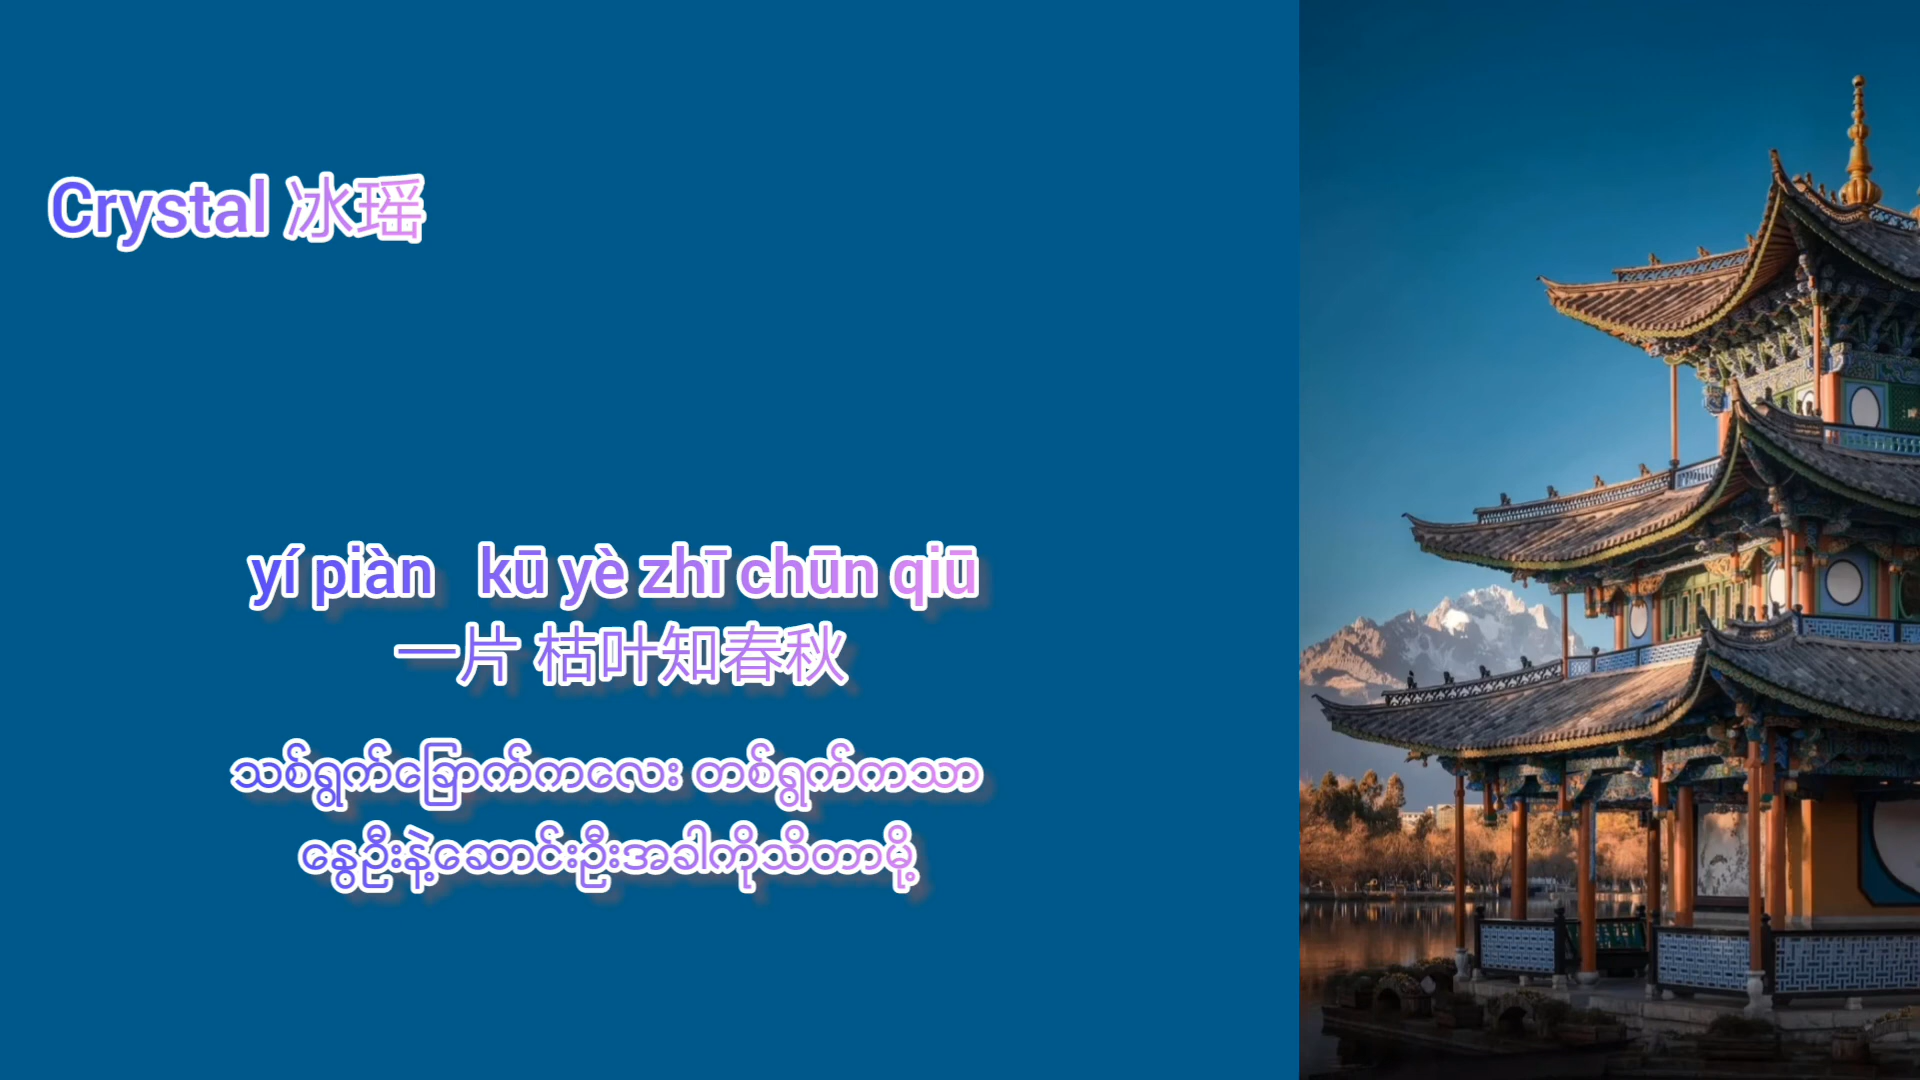 Crystal 冰瑶
yí piàn kū yè zhī chūn qiū
一片 枯叶知春秋
သစ်ရွက်ခြောက်ကလေး တစ်ရွက်ကသာ
နွေဦးနဲ့ဆောင်းဦးအခါကိုသိတာမို့